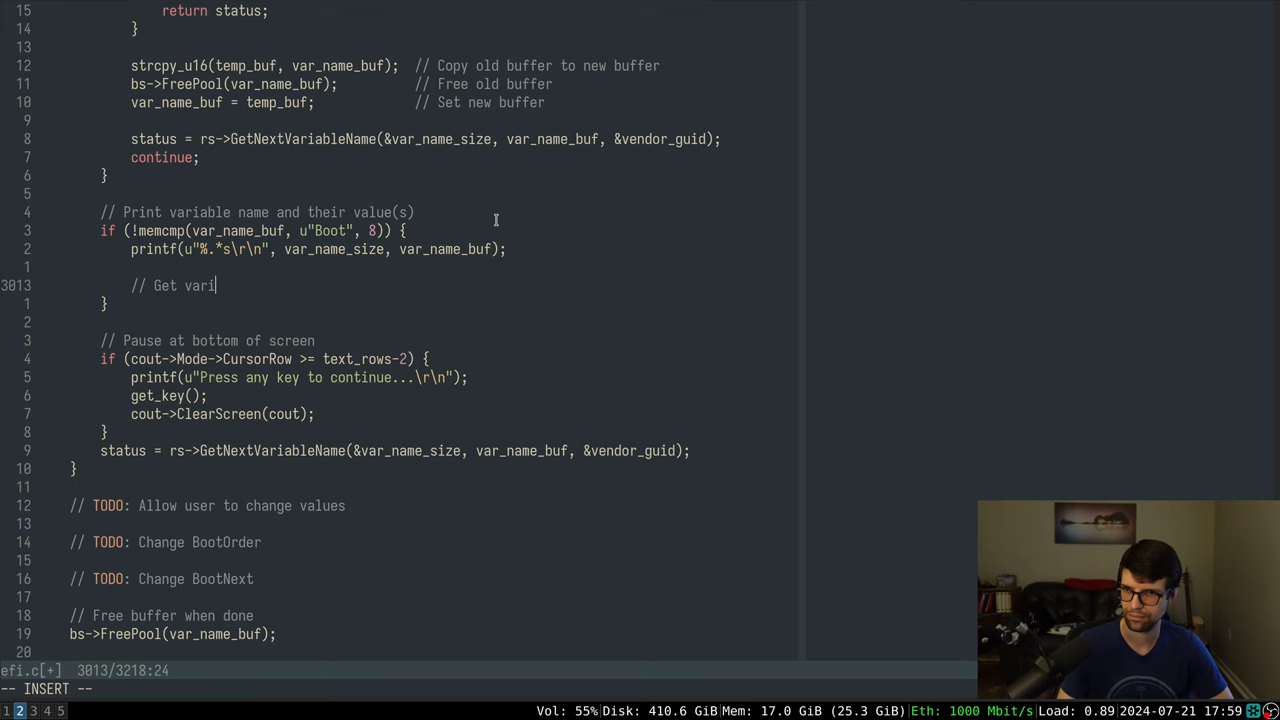 15 return status;
14 }
13
12 strcpy_u16(temp_buf, var_name_buf); // Copy old buffer to new buffer
11 bs->FreePool(var_name_buf); // Free old buffer
10 var_name_buf = temp_buf; // Set new buffer
9
8 status = rs->GetNextVariableName(&var_name_size, var_name_buf, &vendor_guid);
7 continue;
6 }
5
4 // Print variable name and their value(s)
3 if (!memcmp(var_name_buf, u"Boot", 8)) {
2 printf(u"%.*s\r\n", var_name_size, var_name_buf);
1
3013 // Get vari
1 }
2
3 // Pause at bottom of screen
4 if (cout->Mode->CursorRow >= text_rows-2) {
5 printf(u"Press any key to continue...\r\n");
6 get_key();
7 cout->ClearScreen(cout);
8 }
9 status = rs->GetNextVariableName(&var_name_size, var_name_buf, &vendor_guid);
10 }
11
12 // TODO: Allow user to change values
13
14 // TODO: Change BootOrder
15
16 // TODO: Change BootNext
17
18 // Free buffer when done
19 bs->FreePool(var_name_buf);
20
efi.c[+] 3013/3218:24
-- INSERT --
1 2 3 4 5 Vol: 55% Disk: 410.6 GiB Mem: 17.0 GiB (25.3 GiB) Eth: 1000 Mbit/s Load: 0.89 2024-07-21 17:59